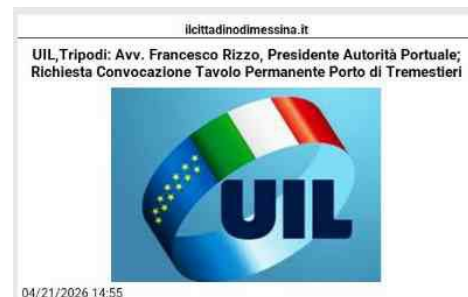 ilcittadinodimessina.it
UIL,Tripodi: Avv. Francesco Rizzo, Presidente Autorità Portuale;
Richiesta Convocazione Tavolo Permanente Porto di Tremestieri
UIL
04/21/2026 14:55